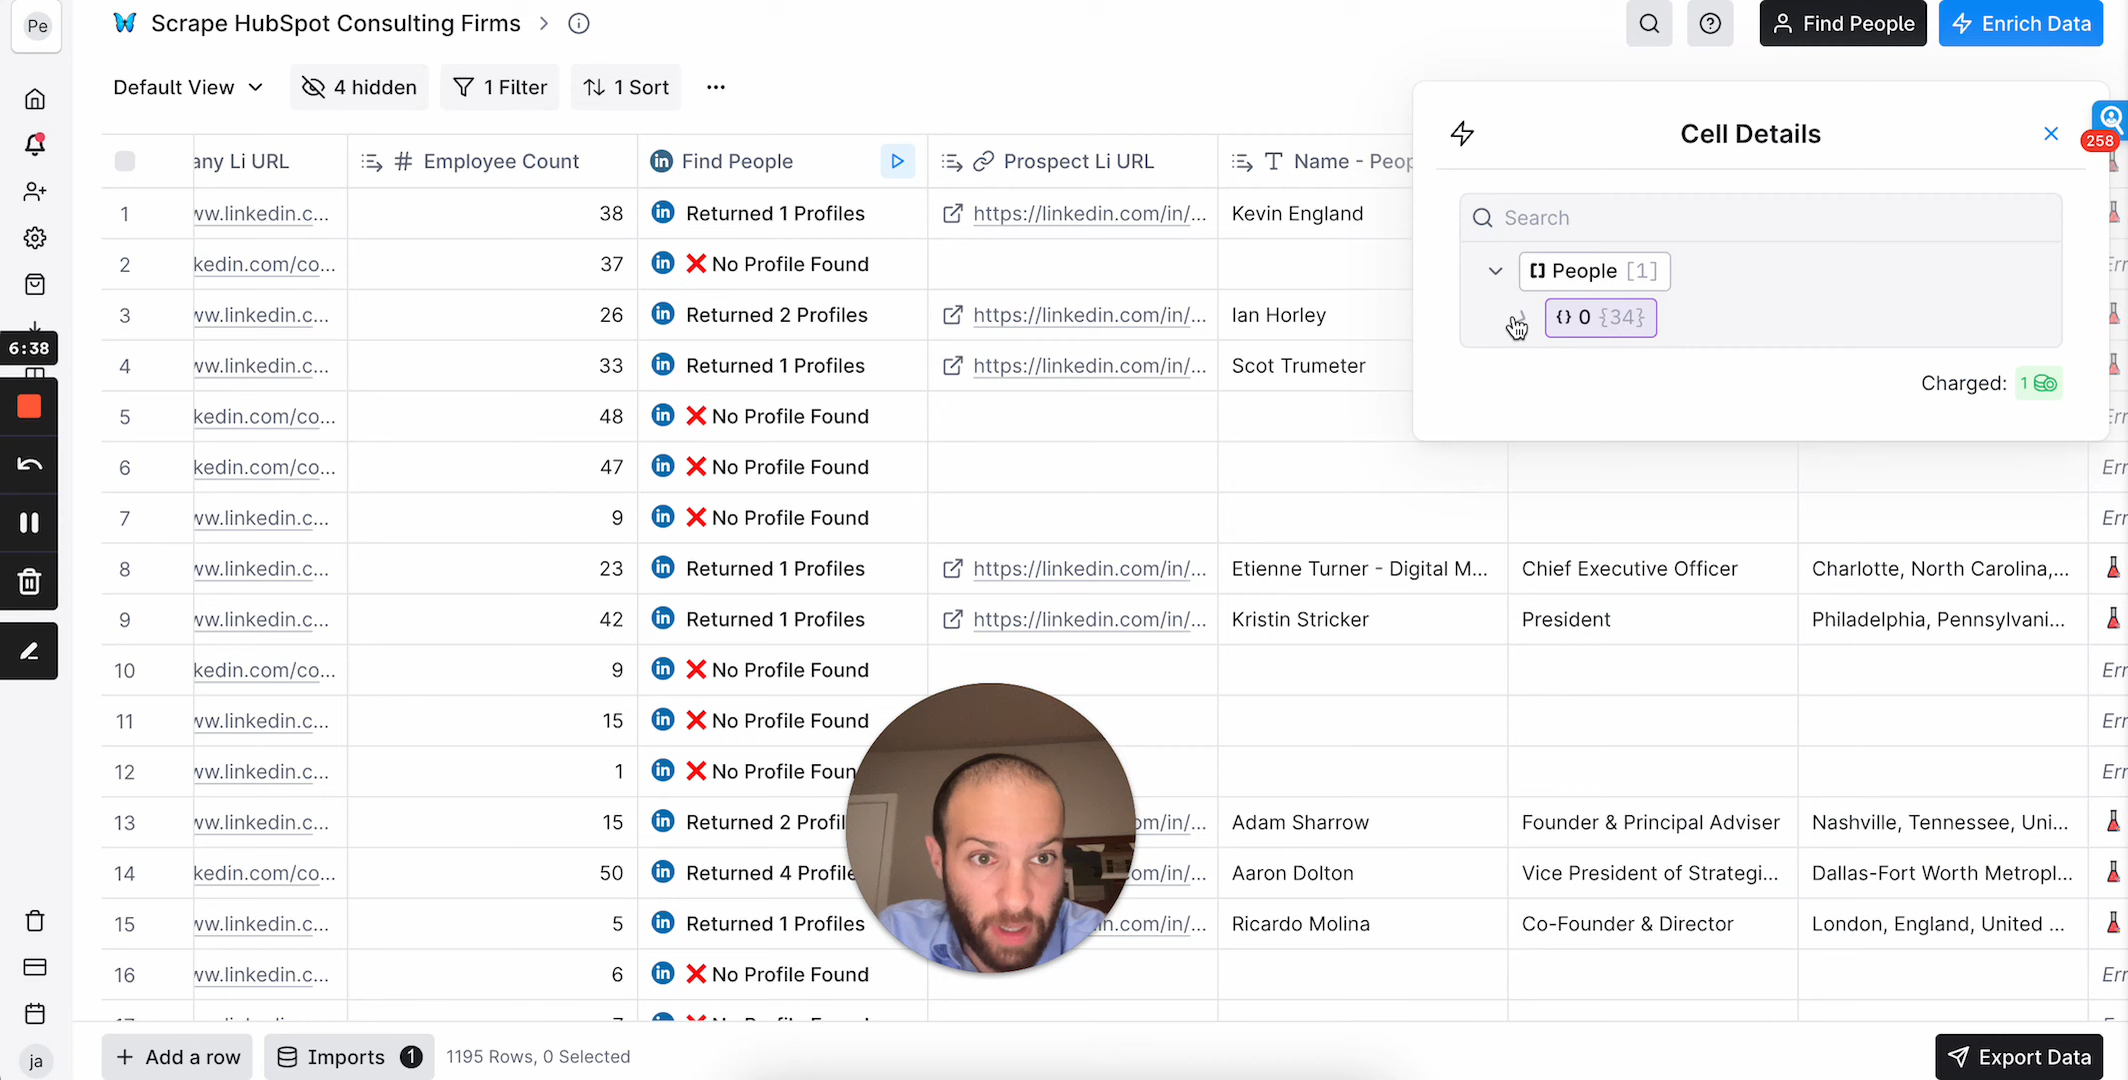 Pe
Scrape HubSpot Consulting Firms
Find People
Enrich Data
Default View
4 hidden
1 Filter
1 Sort
any Li URL
# Employee Count
Find People
Prospect Li URL
Name - Peop
Cell Details
258
Search
People [1]
{} 0 {34}
Charged: 1
1 ww.linkedin.c... 38 Returned 1 Profiles https://linkedin.com/in/... Kevin England
2 kedin.com/co... 37 No Profile Found
3 ww.linkedin.c... 26 Returned 2 Profiles https://linkedin.com/in/... Ian Horley
6:38
4 ww.linkedin.c... 33 Returned 1 Profiles https://linkedin.com/in/... Scot Trumeter
5 kedin.com/co... 48 No Profile Found
6 kedin.com/co... 47 No Profile Found Err
7 ww.linkedin.c... 9 No Profile Found Err
8 ww.linkedin.c... 23 Returned 1 Profiles https://linkedin.com/in/... Etienne Turner - Digital M... Chief Executive Officer Charlotte, North Carolina,...
9 ww.linkedin.c... 42 Returned 1 Profiles https://linkedin.com/in/... Kristin Stricker President Philadelphia, Pennsylvani...
10 kedin.com/co... 9 No Profile Found Err
11 ww.linkedin.c... 15 No Profile Found Err
12 ww.linkedin.c... 1 No Profile Foun Err
13 ww.linkedin.c... 15 Returned 2 Profil om/in/... Adam Sharrow Founder & Principal Adviser Nashville, Tennessee, Uni...
14 kedin.com/co... 50 Returned 4 Profile om/in/... Aaron Dolton Vice President of Strategi... Dallas-Fort Worth Metropl...
15 ww.linkedin.c... 5 Returned 1 Profiles in.com/in/... Ricardo Molina Co-Founder & Director London, England, United ...
16 ww.linkedin.c... 6 No Profile Found Err
+ Add a row
Imports 1
1195 Rows, 0 Selected
Export Data
ja